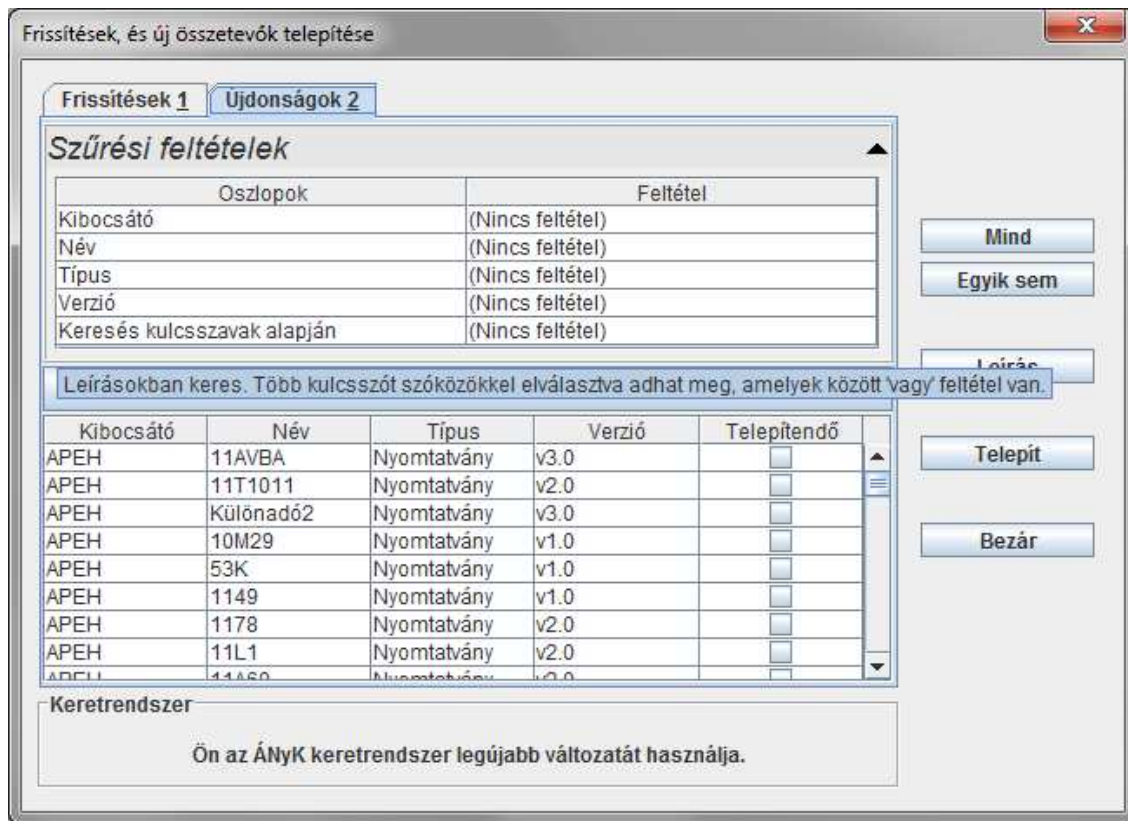 Frissítések, és új összetevők telepítése
Frissítések 1 Újdonságok 2
Szűrési feltételek
Oszlopok Feltétel
Kibocsátó (Nincs feltétel)
Név (Nincs feltétel)
Típus (Nincs feltétel)
Verzió (Nincs feltétel)
Keresés kulcsszavak alapján (Nincs feltétel)
Mind
Egyik sem
Leírás
Leírásokban keres. Több kulcsszót szóközökkel elválasztva adhat meg, amelyek között 'vagy' feltétel van.
Kibocsátó Név Típus Verzió Telepítendő
APEH 11AVBA Nyomtatvány v3.0
APEH 11T1011 Nyomtatvány v2.0
APEH Különadó2 Nyomtatvány v3.0
APEH 10M29 Nyomtatvány v1.0
APEH 53K Nyomtatvány v1.0
APEH 1149 Nyomtatvány v1.0
APEH 1178 Nyomtatvány v2.0
APEH 11L1 Nyomtatvány v2.0
APEH 11A60 Nyomtatvány
Telepít
Bezár
Keretrendszer
Ön az ÁNyK keretrendszer legújabb változatát használja.